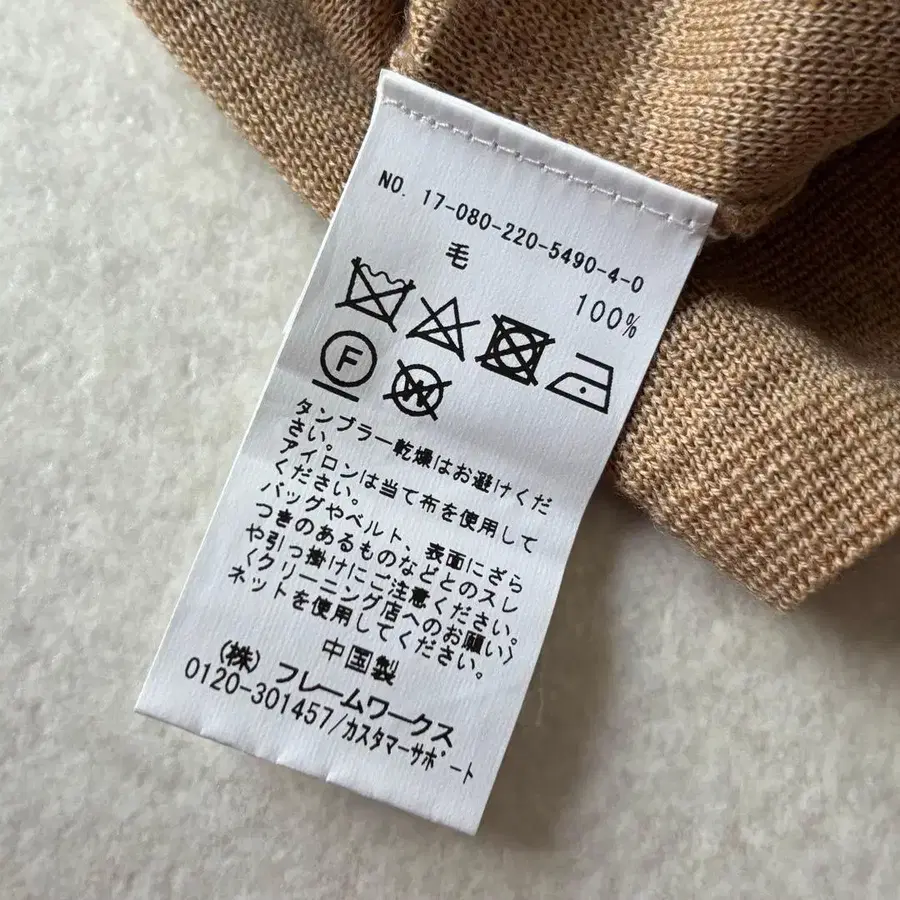 NO. 17-080-220-5490-4-0
毛 100%
F
W
タンブラー乾燥はお避けくだ
さい。
アイロンは当て布を使用して
ください。
バッグやベルト、表面にざら
つきのあるものなどとのスレ
や引っ掛けにご注意ください。
〈クリーニング店へのお願い〉
ネットを使用してください。
中国製
(株) フレームワークス
0120-301457/カスタマーサポート